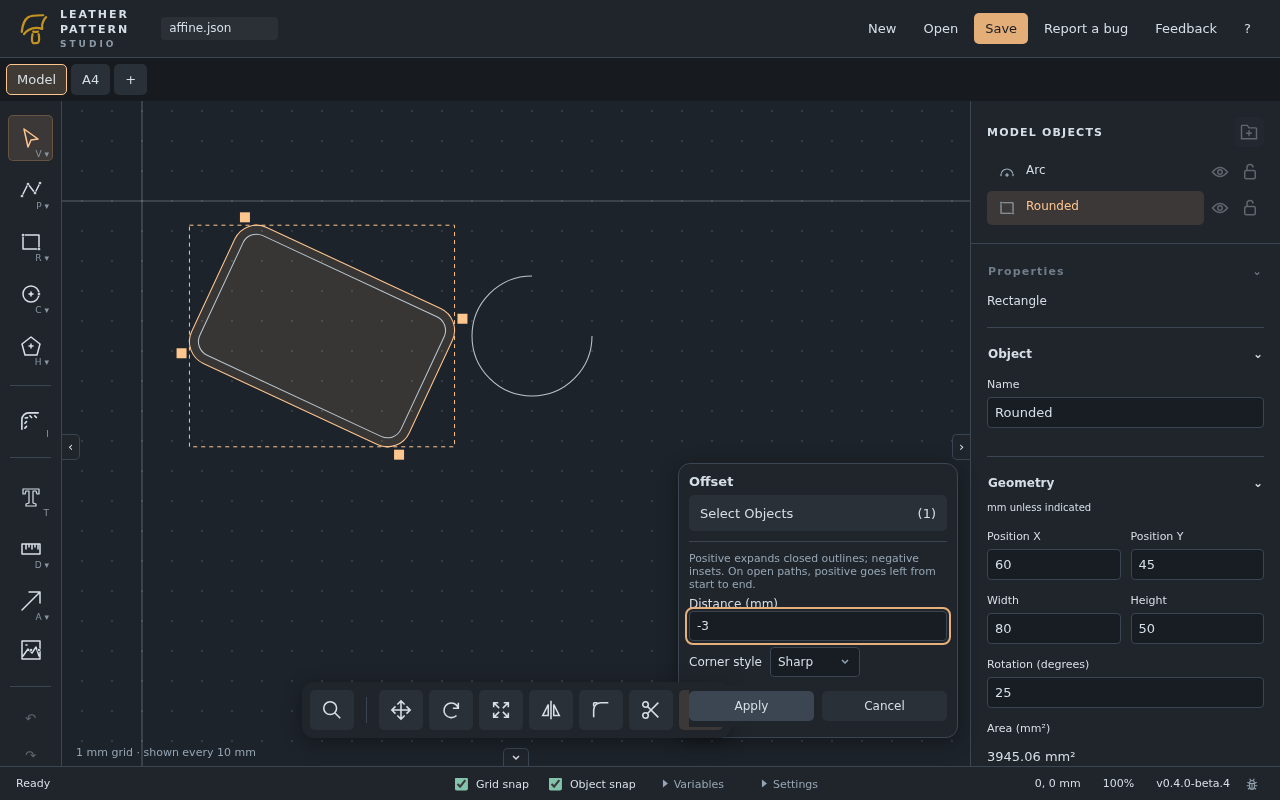 LEATHER
PATTERN
STUDIO
affine.json
New
Open
Save
Report a bug
Feedback
?
Model
A4
+
V ▾
P ▾
R ▾
C ▾
H ▾
I
T
D ▾
A ▾
MODEL OBJECTS
Arc
Rounded
Properties
Rectangle
Object
Name
Rounded
Geometry
mm unless indicated
Position X
Position Y
60
45
Width
Height
80
50
Rotation (degrees)
25
Area (mm²)
3945.06 mm²
Offset
Select Objects (1)
Positive expands closed outlines; negative
insets. On open paths, positive goes left from
start to end.
Distance (mm)
-3
Corner style Sharp
Apply
Cancel
1 mm grid · shown every 10 mm
Ready
Grid snap
Object snap
Variables
Settings
0, 0 mm
100%
v0.4.0-beta.4